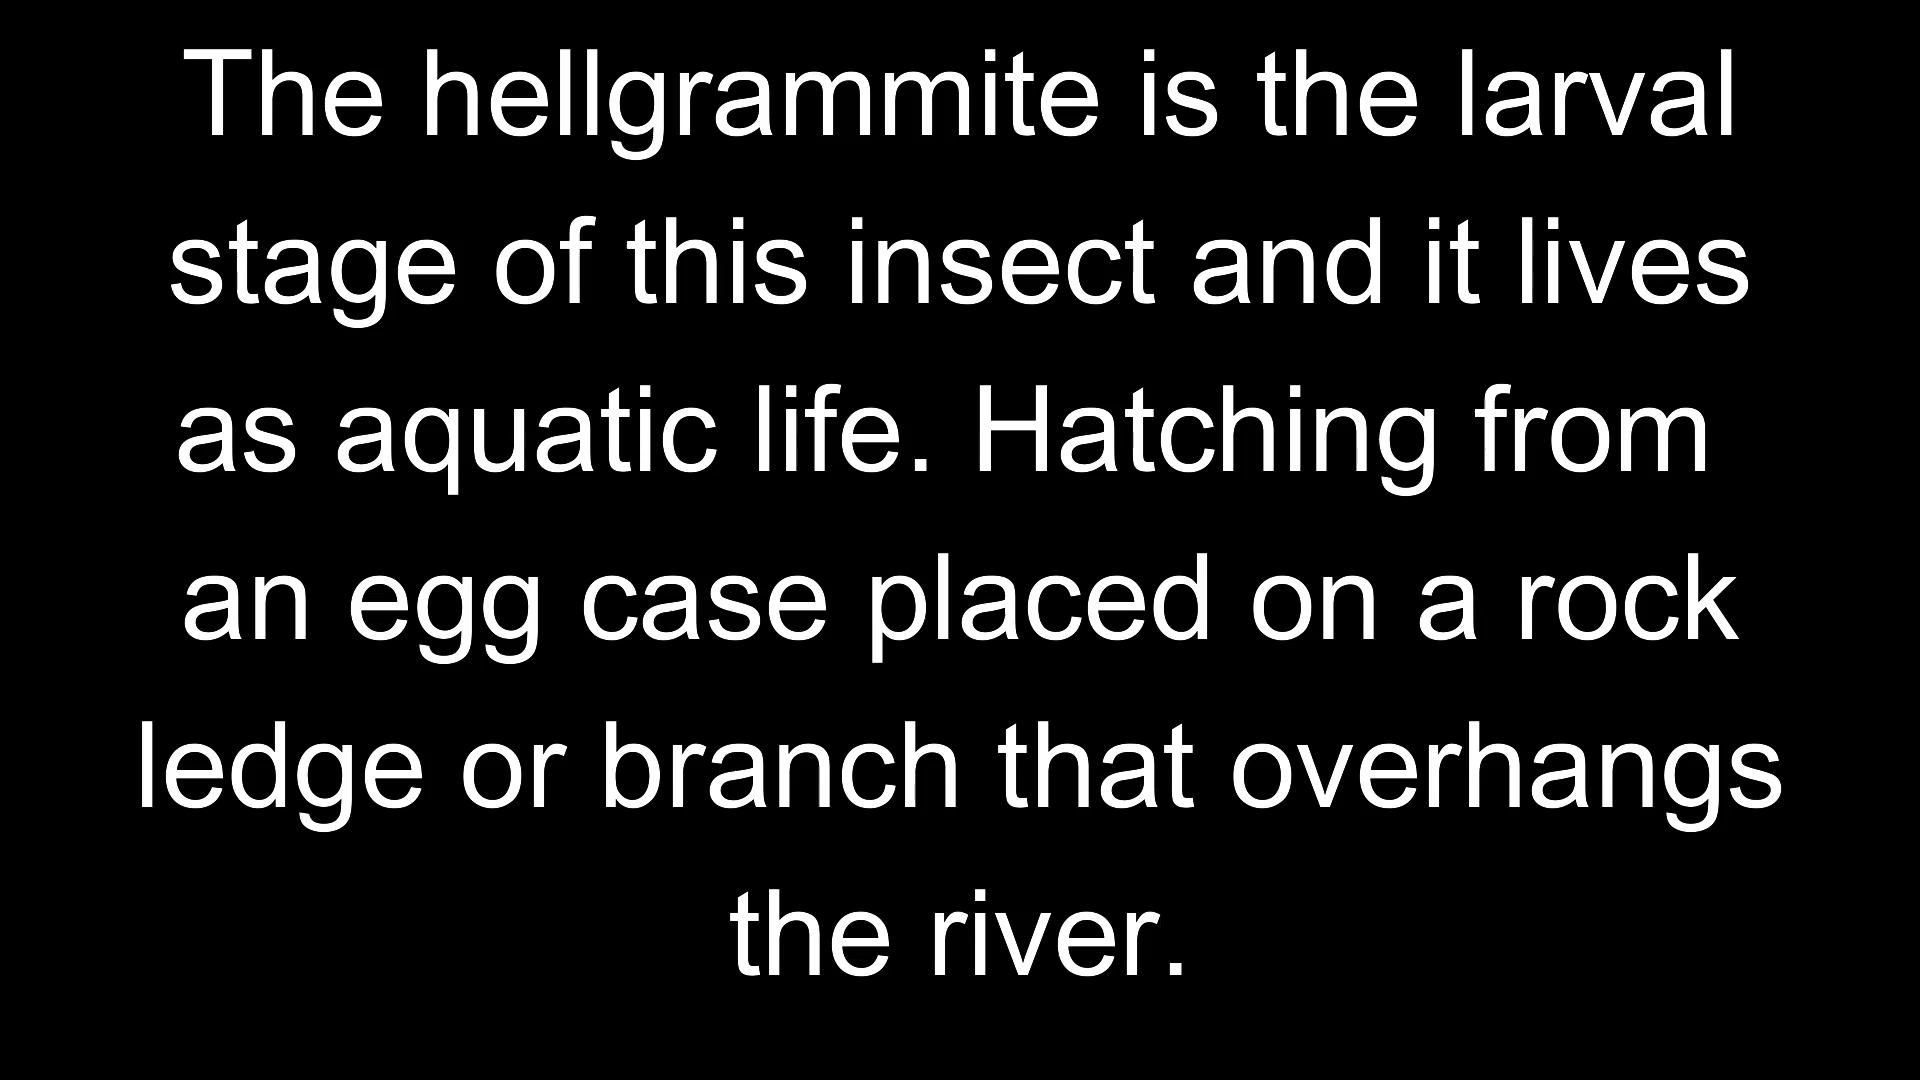 The hellgrammite is the larval
stage of this insect and it lives
as aquatic life. Hatching from
an egg case placed on a rock
ledge or branch that overhangs
the river.